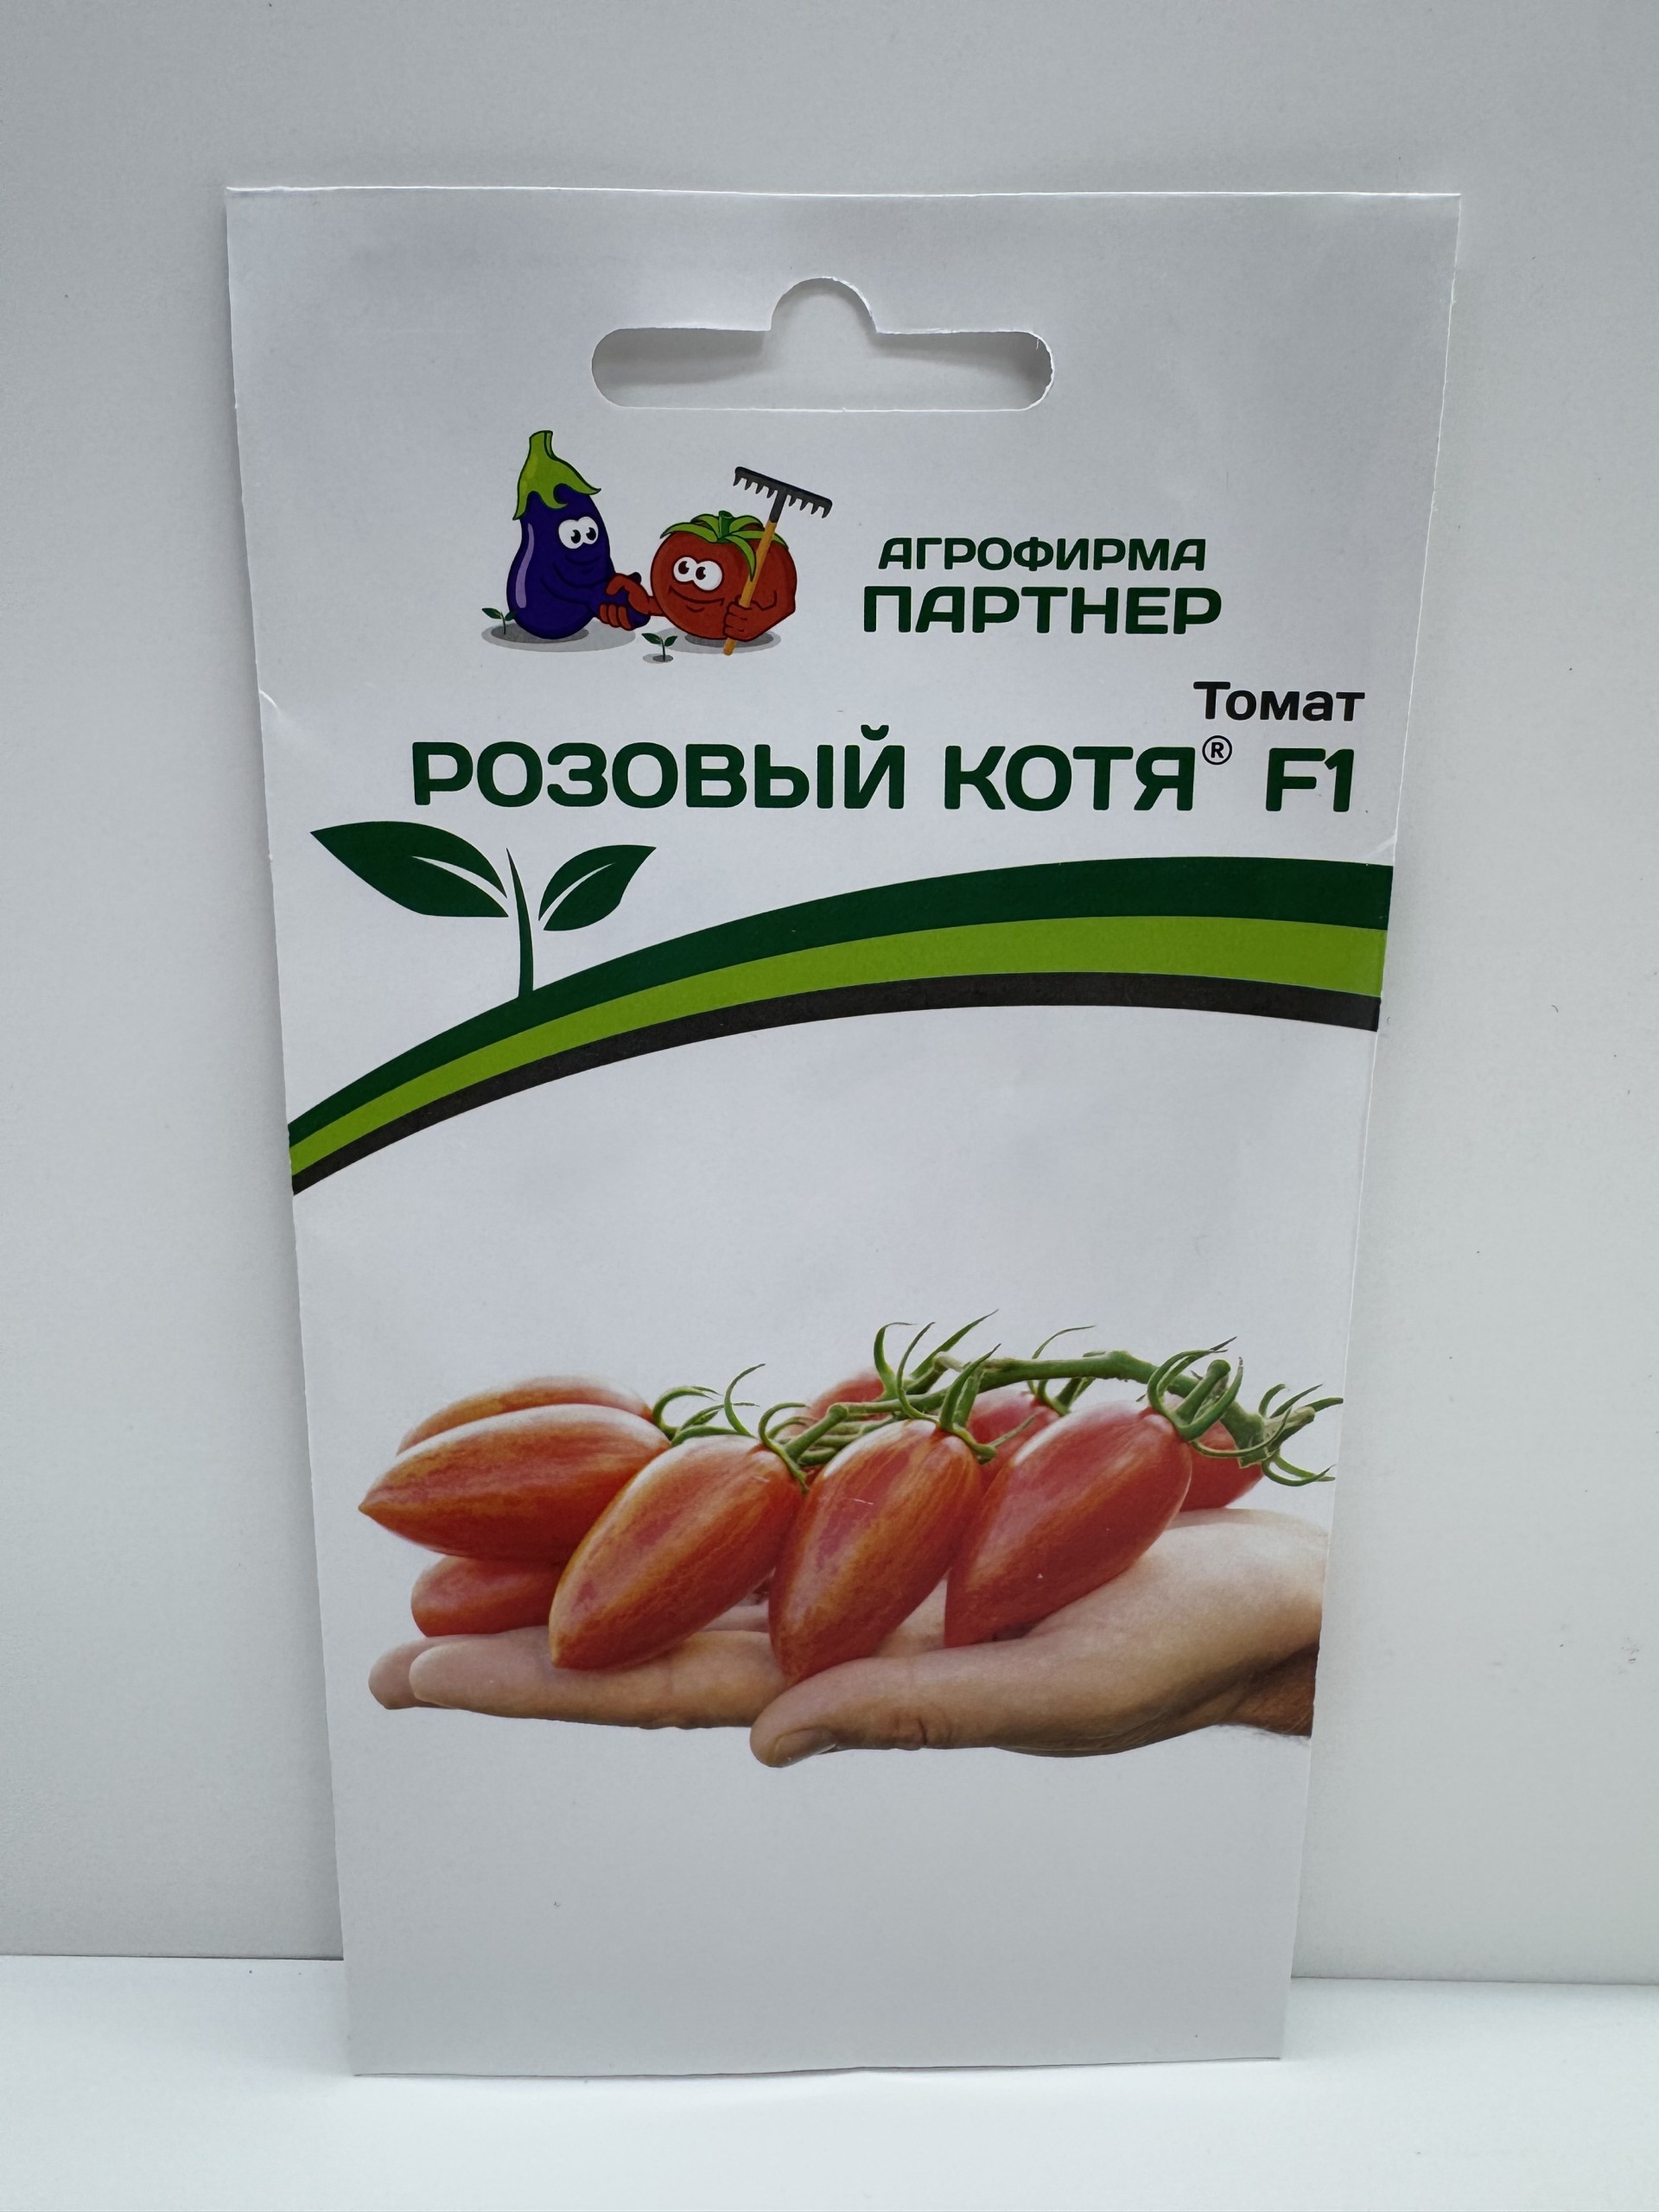 АГРОФИРМА
ПАРТНЕР
Томат
РОЗОВЫЙ КОТЯ® F1